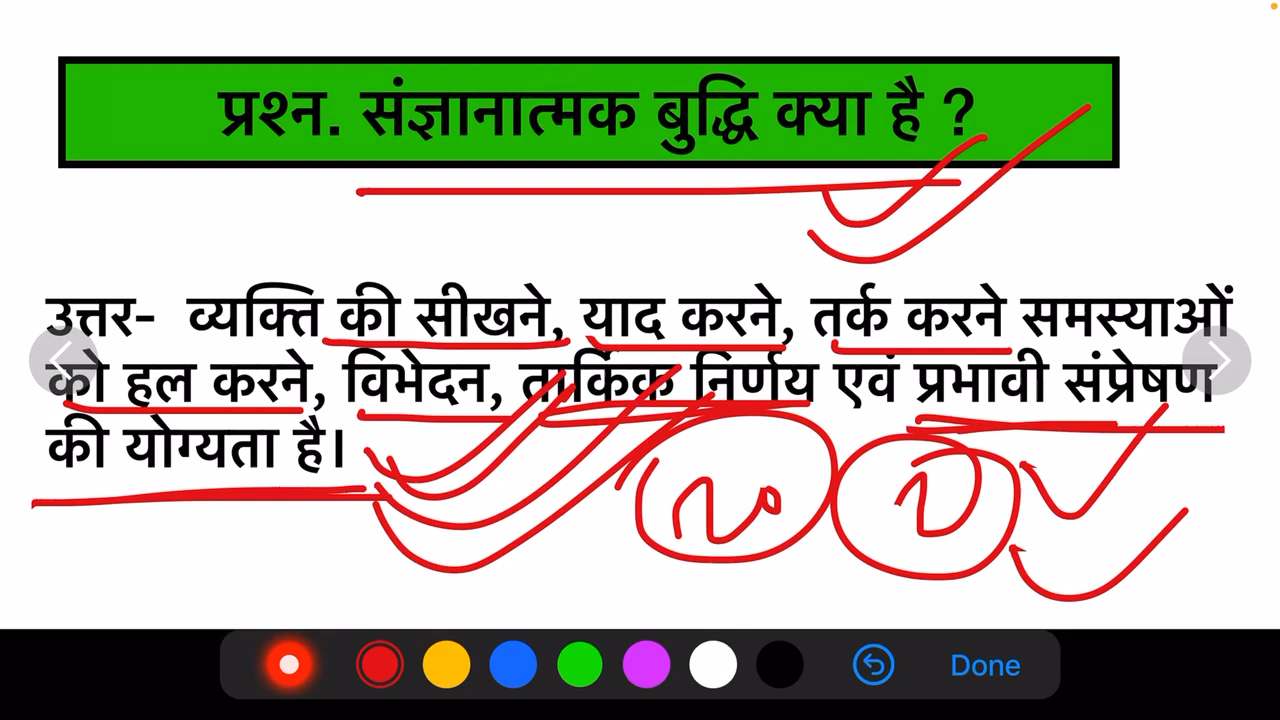 प्रश्न. संज्ञानात्मक बुद्धि क्या है ?
उत्तर- व्यक्ति की सीखने, याद करने, तर्क करने समस्याओं
को हल करने, विभेदन, तार्किक निर्णय एवं प्रभावी संप्रेषण
की योग्यता है।
Done